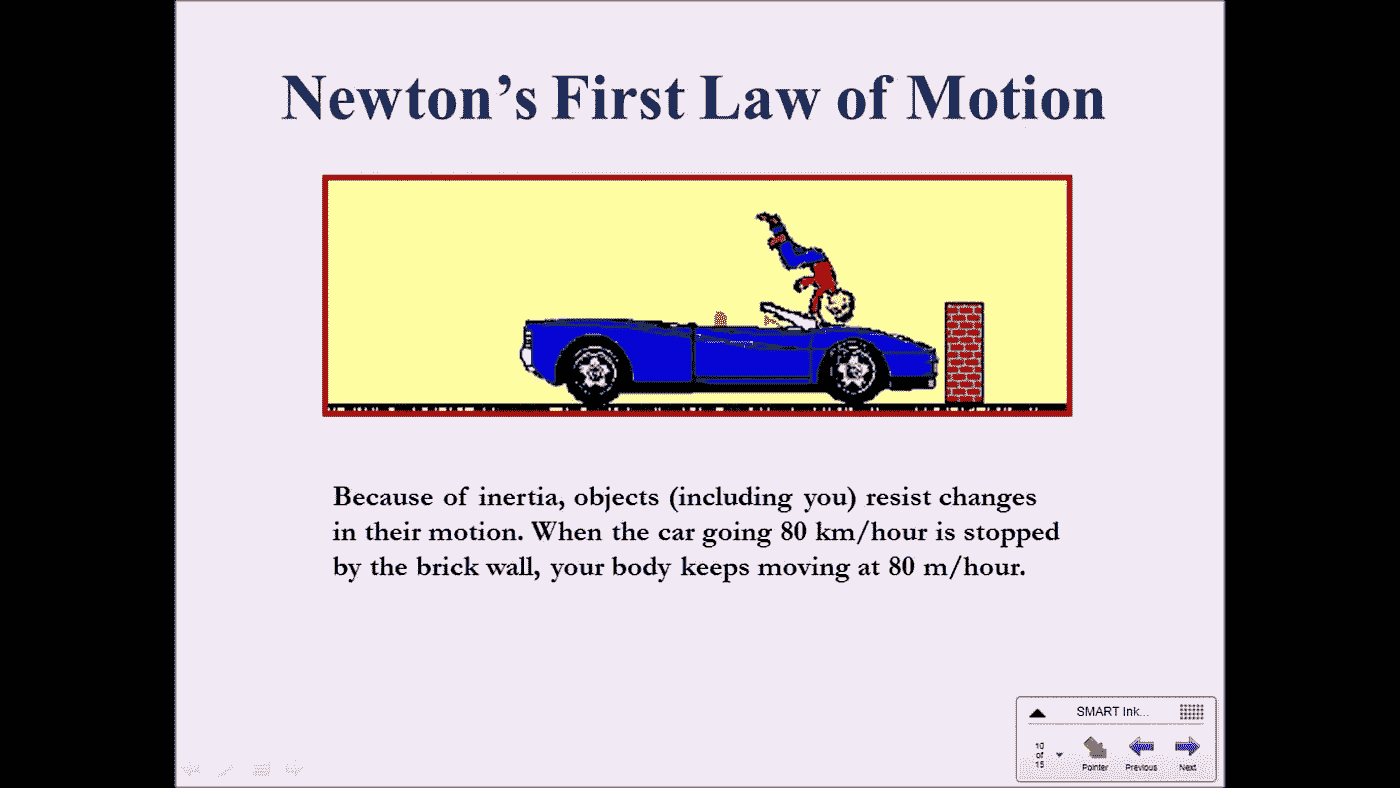 Newton’s First Law of Motion
Because of inertia, objects (including you) resist changes
in their motion. When the car going 80 km/hour is stopped
by the brick wall, your body keeps moving at 80 m/hour.
SMART Ink...
10
of
15
Pointer
Previous
Next